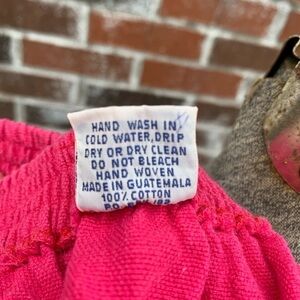 HAND WASH IN
COLD WATER, DRIP
DRY OR DRY CLEAN
DO NOT BLEACH
HAND WOVEN
MADE IN GUATEMALA
100% COTTON